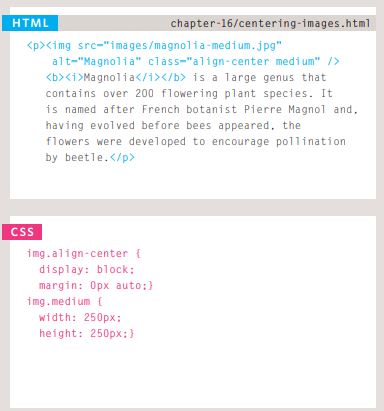 HTML
chapter-16/centering-images.html
<p><img src="images/magnolia-medium.jpg"
alt="Magnolia" class="align-center medium" />
<b><i>Magnolia</i></b> is a large genus that
contains over 200 flowering plant species. It
is named after French botanist Pierre Magnol and,
having evolved before bees appeared, the
flowers were developed to encourage pollination
by beetle.</p>
CSS
img.align-center {
display: block;
margin: 0px auto;}
img.medium {
width: 250px;
height: 250px;}